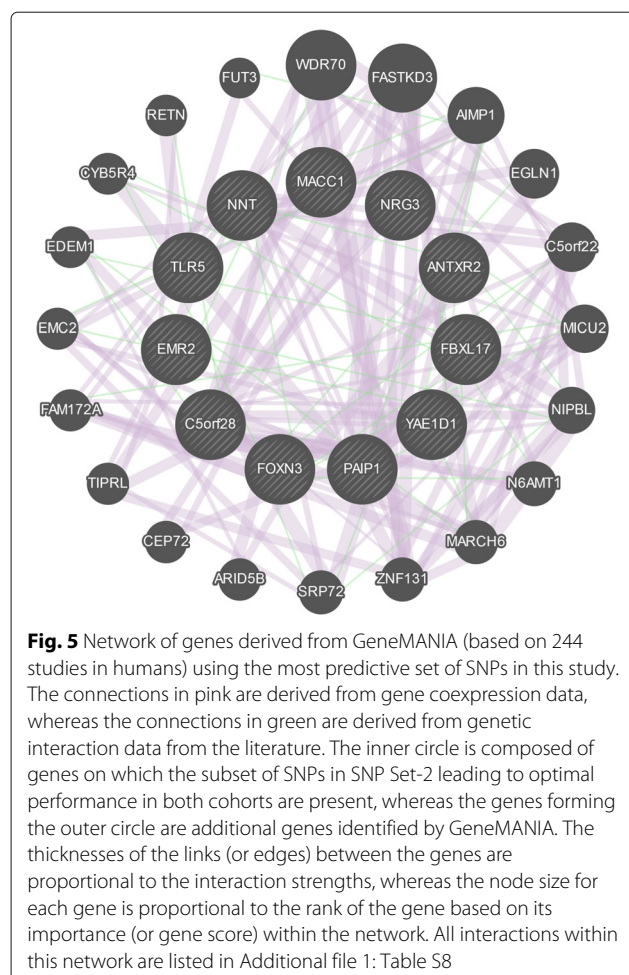 WDR70
FUT3
FASTKD3
RETN
AIMP1
MACC1
CYB5R4
NNT
NRG3
EGLN1
EDEM1
TLR5
ANTXR2
C5orf22
EMC2
EMR2
FBXL17
MICU2
FAM172A
C5orf28
YAE1D1
NIPBL
TIPRL
FOXN3
PAIP1
N6AMT1
CEP72
MARCH6
ARID5B
SRP72
ZNF131
Fig. 5 Network of genes derived from GeneMANIA (based on 244
studies in humans) using the most predictive set of SNPs in this study.
The connections in pink are derived from gene coexpression data,
whereas the connections in green are derived from genetic
interaction data from the literature. The inner circle is composed of
genes on which the subset of SNPs in SNP Set-2 leading to optimal
performance in both cohorts are present, whereas the genes forming
the outer circle are additional genes identified by GeneMANIA. The
thicknesses of the links (or edges) between the genes are
proportional to the interaction strengths, whereas the node size for
each gene is proportional to the rank of the gene based on its
importance (or gene score) within the network. All interactions within
this network are listed in Additional file 1: Table S8